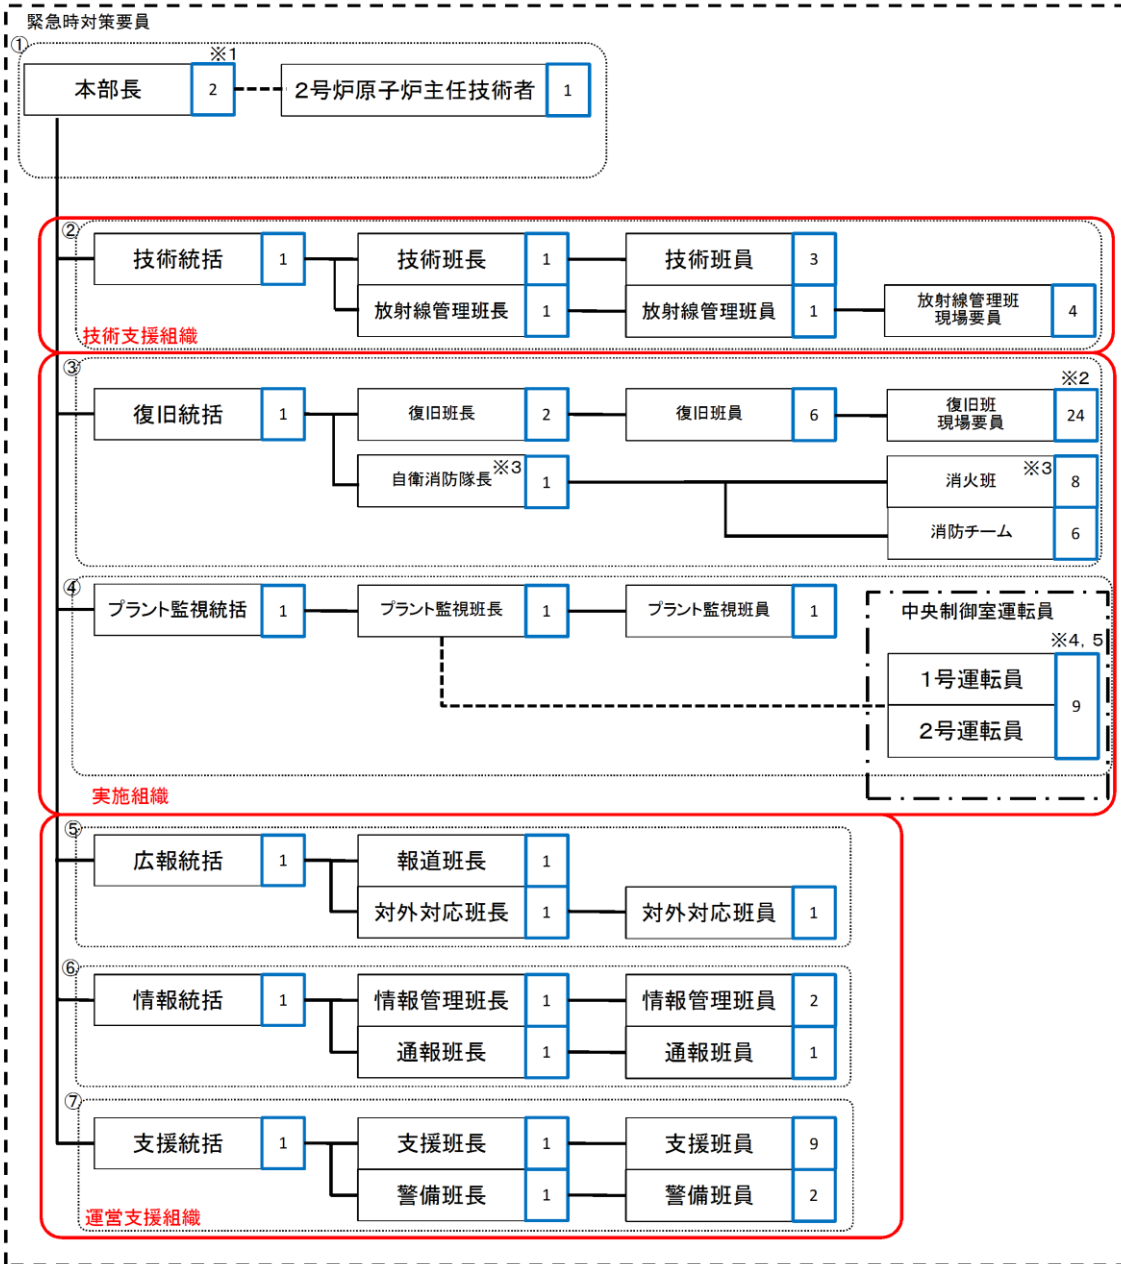 緊急時対策要員
①
※1
本部長 2
2号炉原子炉主任技術者 1
②
技術統括 1
技術班長 1
技術班員 3
放射線管理班長 1
放射線管理班員 1
放射線管理班
現場要員 4
技術支援組織
③
※2
復旧統括 1
復旧班長 2
復旧班員 6
復旧班
現場要員 24
自衛消防隊長 ※3 1
消火班 ※3 8
消防チーム 6
④
プラント監視統括 1
プラント監視班長 1
プラント監視班員 1
中央制御室運転員
※4, 5
1号運転員
9
2号運転員
実施組織
⑤
広報統括 1
報道班長 1
対外対応班長 1
対外対応班員 1
⑥
情報統括 1
情報管理班長 1
情報管理班員 2
通報班長 1
通報班員 1
⑦
支援統括 1
支援班長 1
支援班員 9
警備班長 1
警備班員 2
運営支援組織